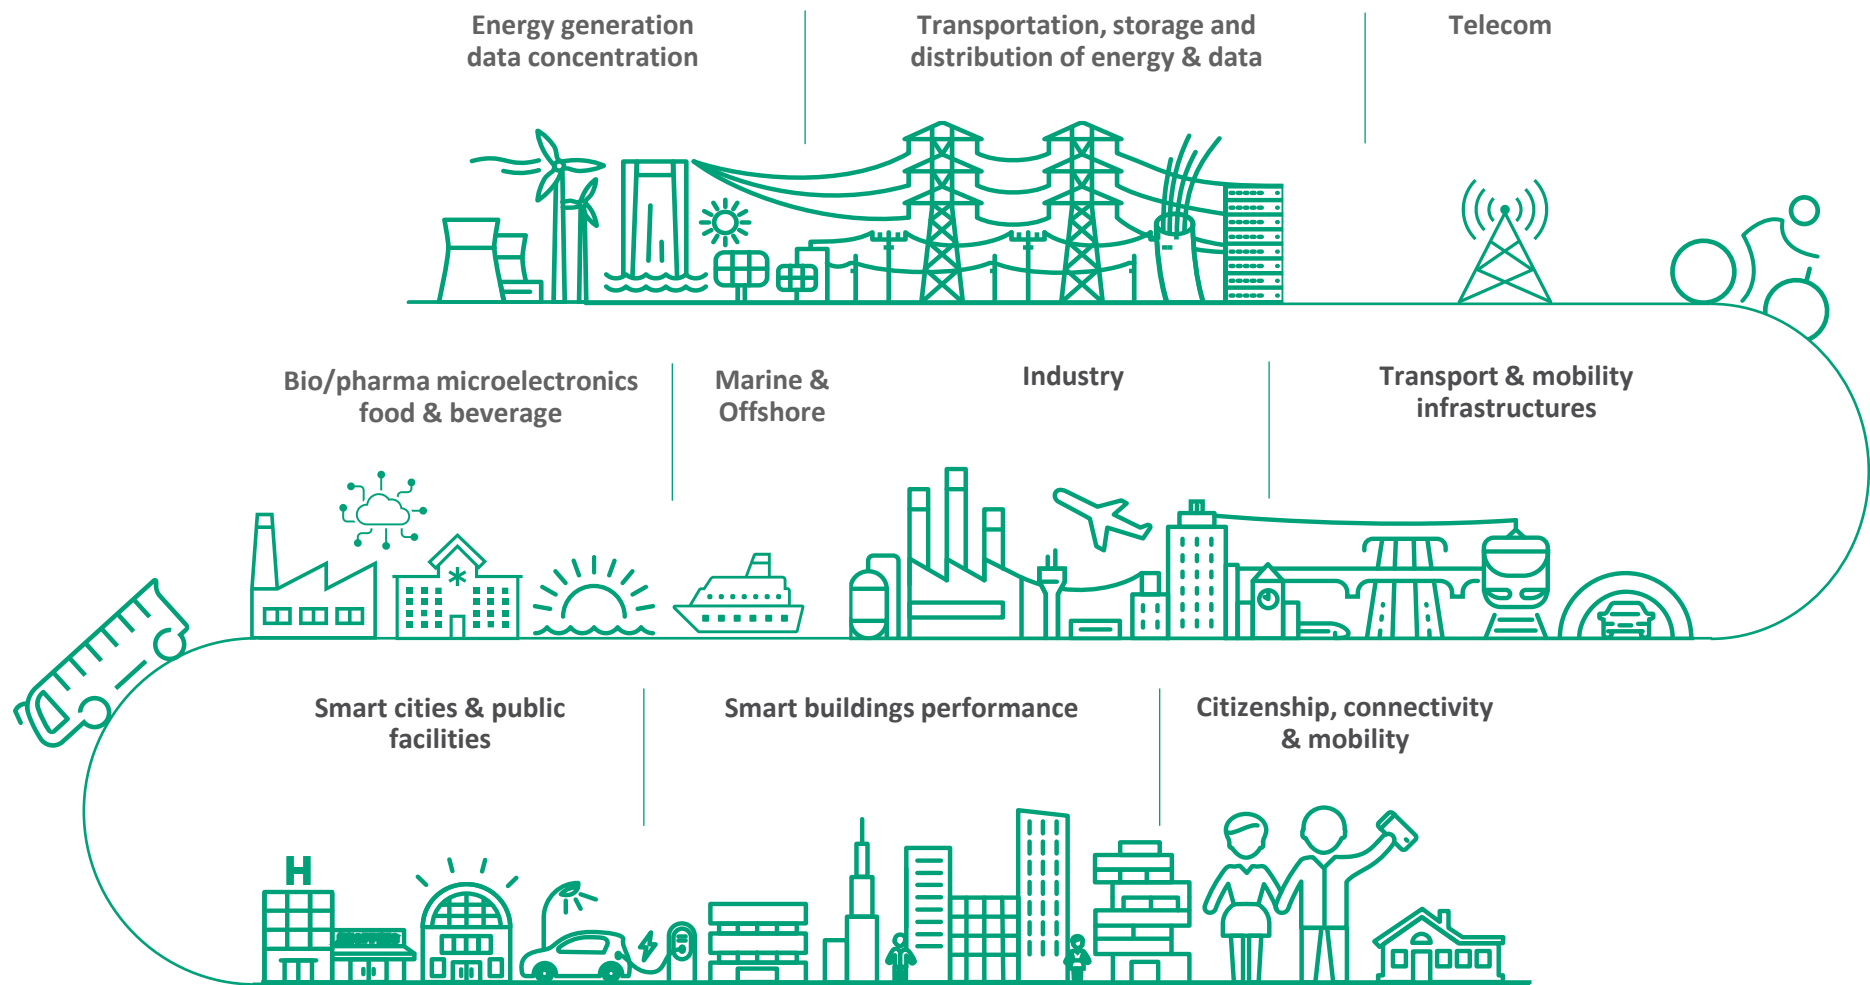 Energy generation
data concentration
Transportation, storage and
distribution of energy & data
Telecom
Bio/pharma microelectronics
food & beverage
Marine &
Offshore
Industry
Transport & mobility
infrastructures
Smart cities & public
facilities
Smart buildings performance
Citizenship, connectivity
& mobility
H